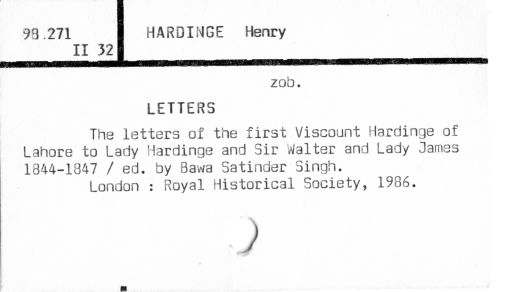 98.271
II 32
HARDINGE Henry
zob.
LETTERS
The letters of the first Viscount Hardinge of
Lahore to Lady Hardinge and Sir Walter and Lady James
1844-1847 / ed. by Bawa Satinder Singh.
London : Royal Historical Society, 1986.